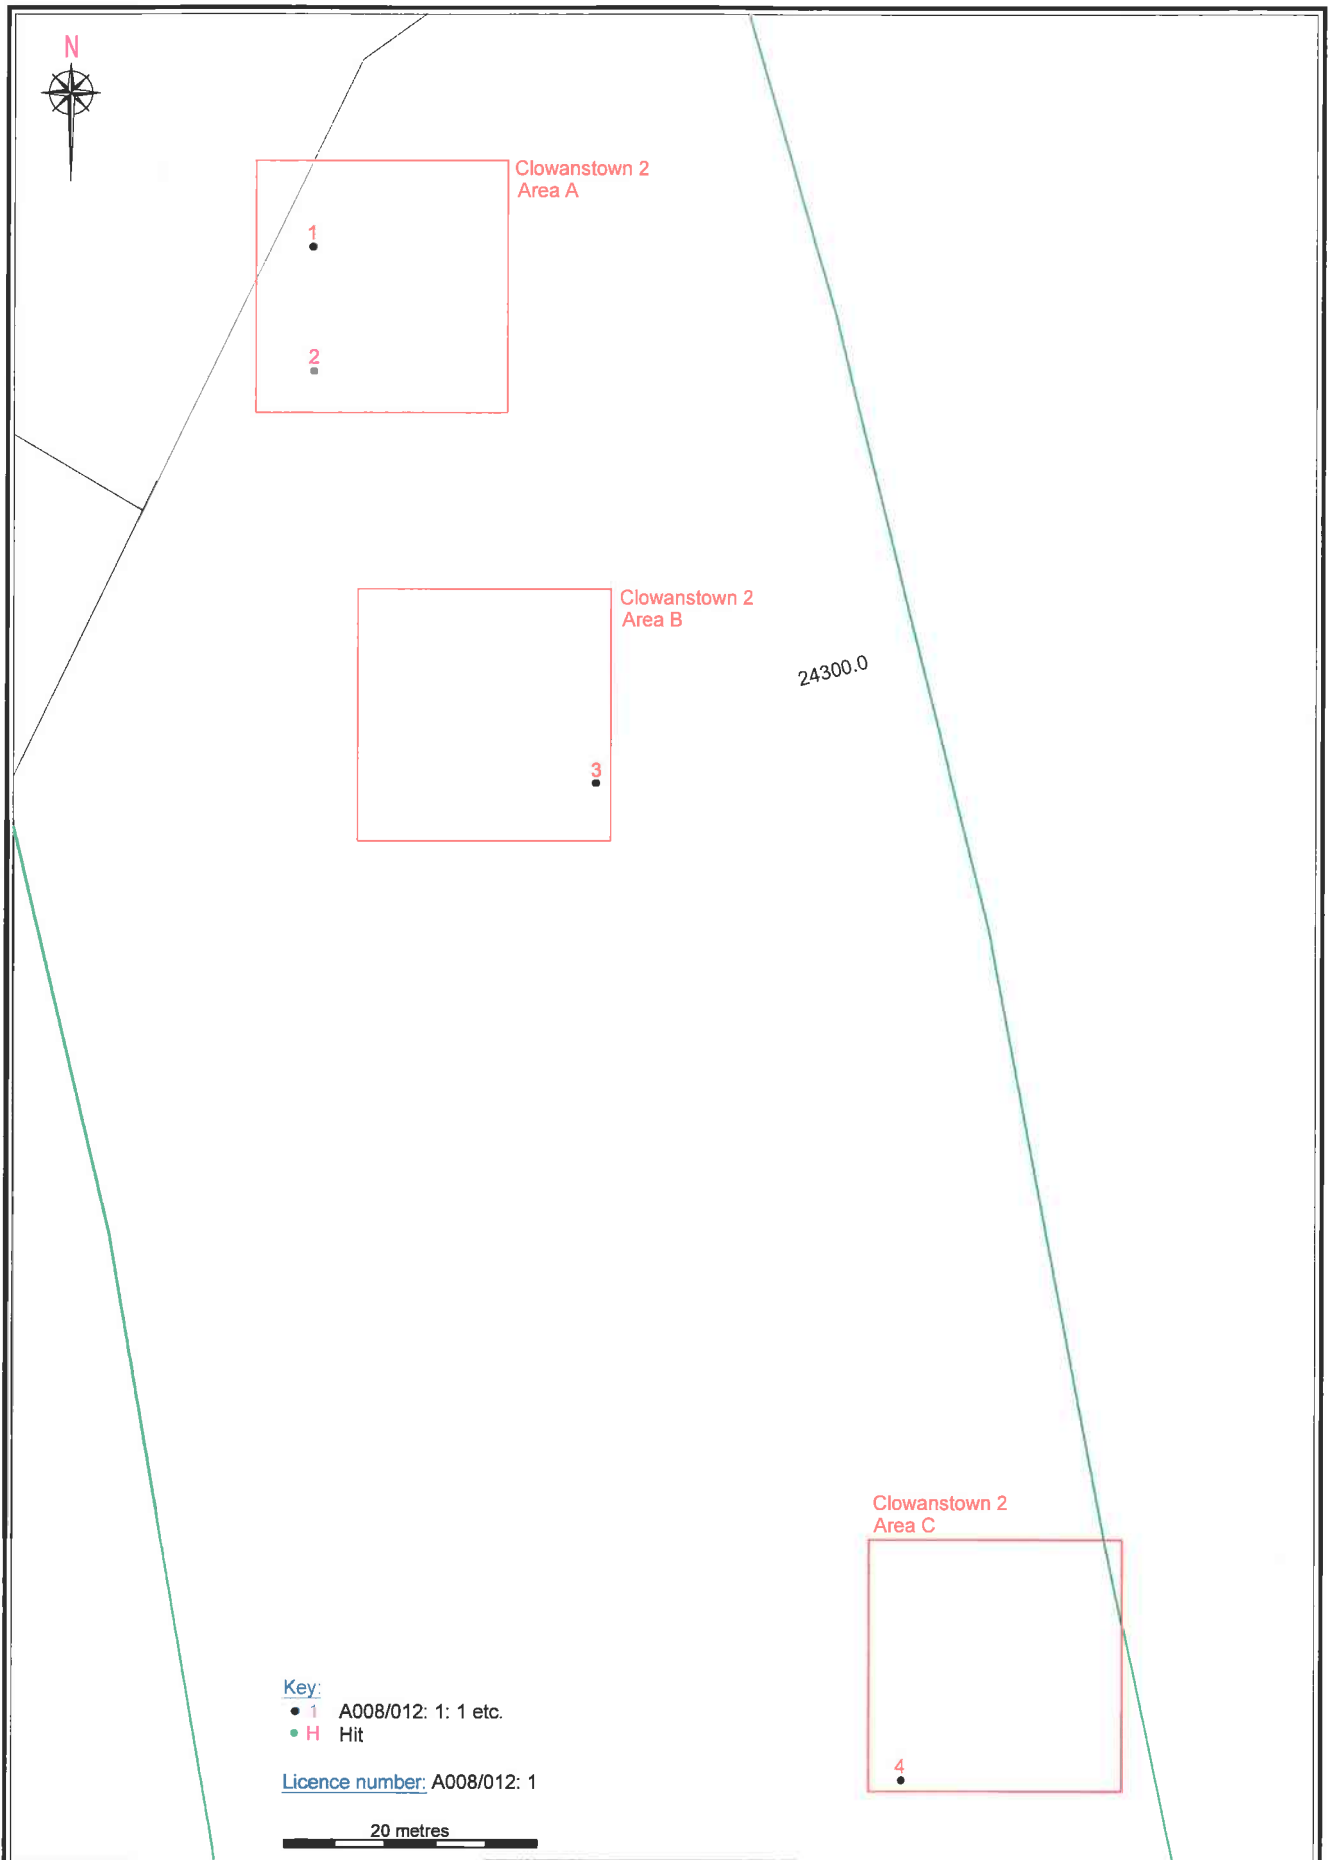 N
Clowanstown 2
Area A
1
2
Clowanstown 2
Area B
24300.0
3
Clowanstown 2
Area C
Key:
1 A008/012: 1: 1 etc.
H Hit
4
Licence number: A008/012: 1
20 metres